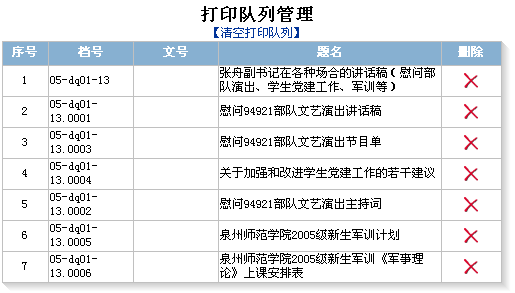 打印队列管理
【清空打印队列】
序号 档号 文号 题名 删除
1 05-dq01-13 张舟副书记在各种场合的讲话稿（慰问部
队演出、学生党建工作、军训等）
2 05-dq01-
13.0001 慰问94921部队文艺演出讲话稿
3 05-dq01-
13.0003 慰问94921部队文艺演出节目单
4 05-dq01-
13.0004 关于加强和改进学生党建工作的若干建议
5 05-dq01-
13.0002 慰问94921部队文艺演出主持词
6 05-dq01-
13.0005 泉州师范学院2005级新生军训计划
7 05-dq01-
13.0006 泉州师范学院2005级新生军训《军事理
论》上课安排表